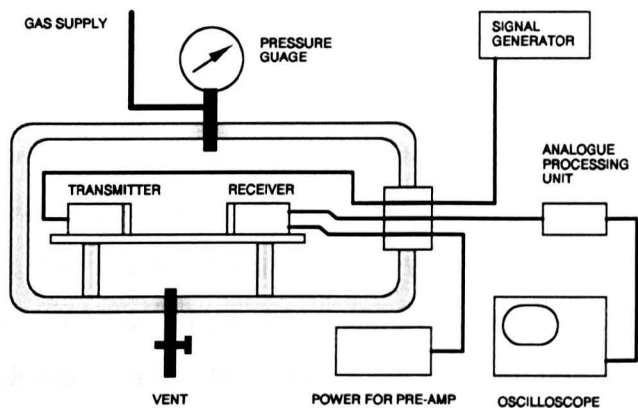 GAS SUPPLY
PRESSURE
GUAGE
SIGNAL
GENERATOR
ANALOGUE
PROCESSING
UNIT
TRANSMITTER
RECEIVER
VENT
POWER FOR PRE-AMP
OSCILLOSCOPE